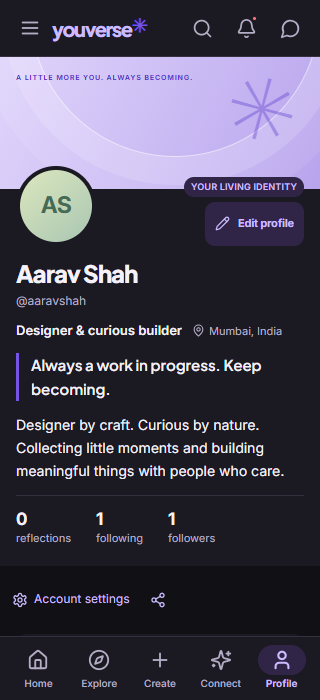 youverse
A LITTLE MORE YOU. ALWAYS BECOMING.
AS
YOUR LIVING IDENTITY
Edit profile
Aarav Shah
@aaravshah
Designer & curious builder Mumbai, India
Always a work in progress. Keep
becoming.
Designer by craft. Curious by nature.
Collecting little moments and building
meaningful things with people who care.
0 1 1
reflections following followers
Account settings
Home Explore Create Connect Profile